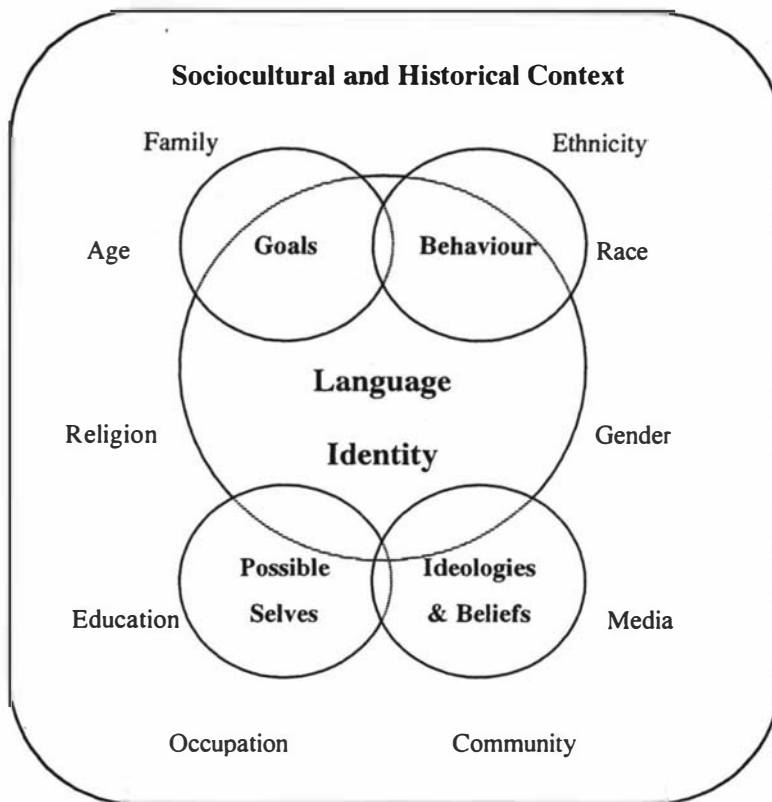 Sociocultural and Historical Context
Family
Ethnicity
Age
Goals
Behaviour
Race
Language
Identity
Religion
Gender
Possible
Selves
Ideologies
& Beliefs
Education
Media
Occupation
Community